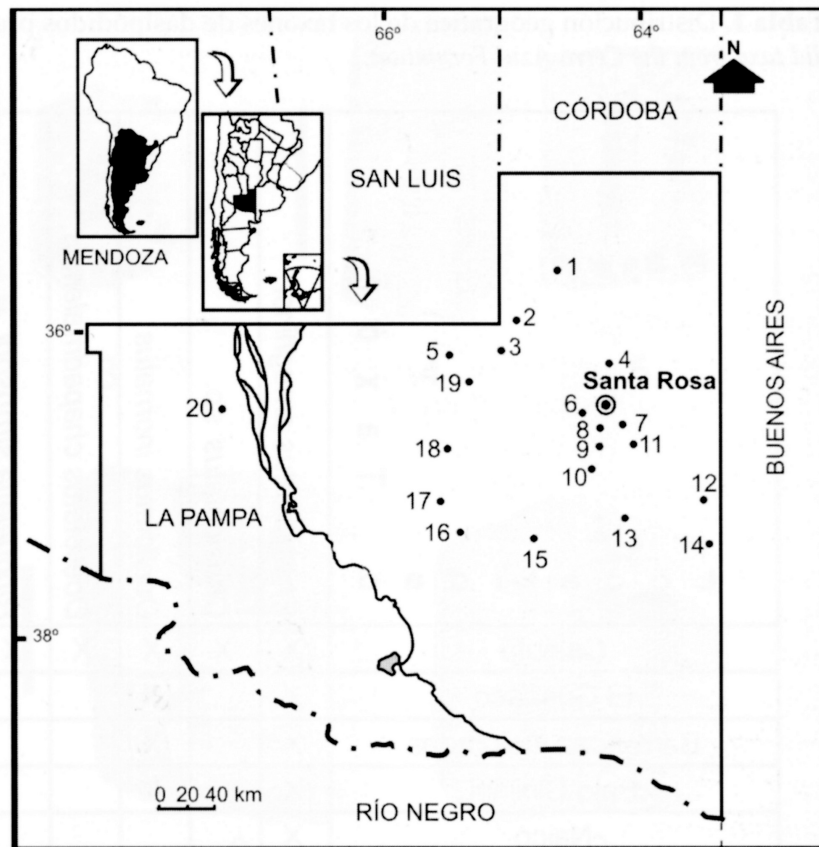 66º
64º
N
CÓRDOBA
SAN LUIS
MENDOZA
1
2
36º
3
5
4
19
Santa Rosa
20
6
7
8
BUENOS AIRES
11
9
18
10
12
17
LA PAMPA
13
16
15
14
38º
0 20 40 km
RÍO NEGRO